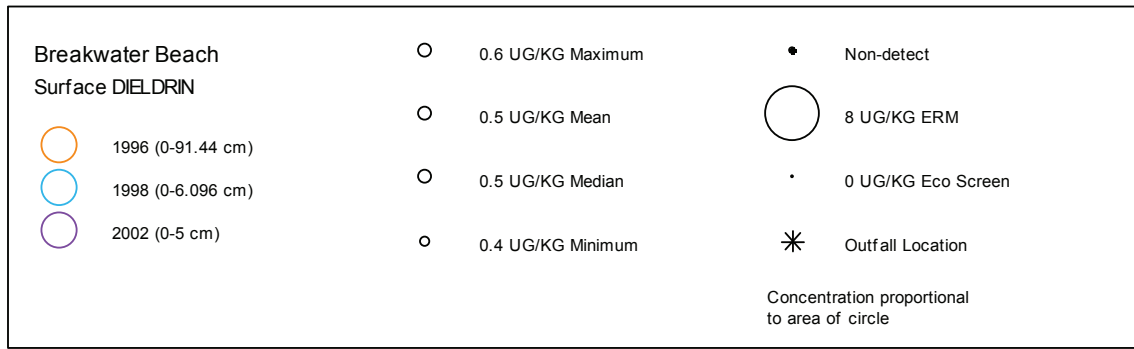 Breakwater Beach
Surface DIELDRIN
1996 (0-91.44 cm)
1998 (0-6.096 cm)
2002 (0-5 cm)
0.6 UG/KG Maximum
0.5 UG/KG Mean
0.5 UG/KG Median
0.4 UG/KG Minimum
Non-detect
8 UG/KG ERM
0 UG/KG Eco Screen
Outfall Location
Concentration proportional
to area of circle